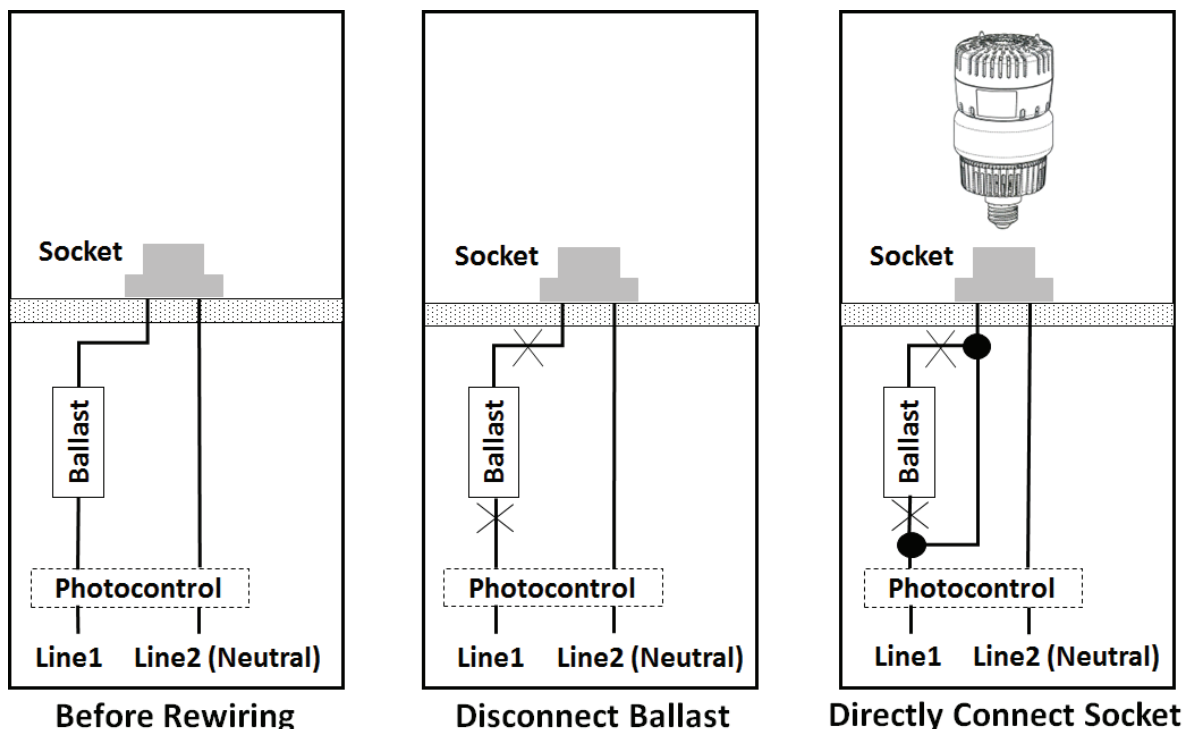 Socket
Ballast
Photocontrol
Line1 Line2 (Neutral)
Before Rewiring
Socket
Ballast
Photocontrol
Line1 Line2 (Neutral)
Disconnect Ballast
Socket
Ballast
Photocontrol
Line1 Line2 (Neutral)
Directly Connect Socket